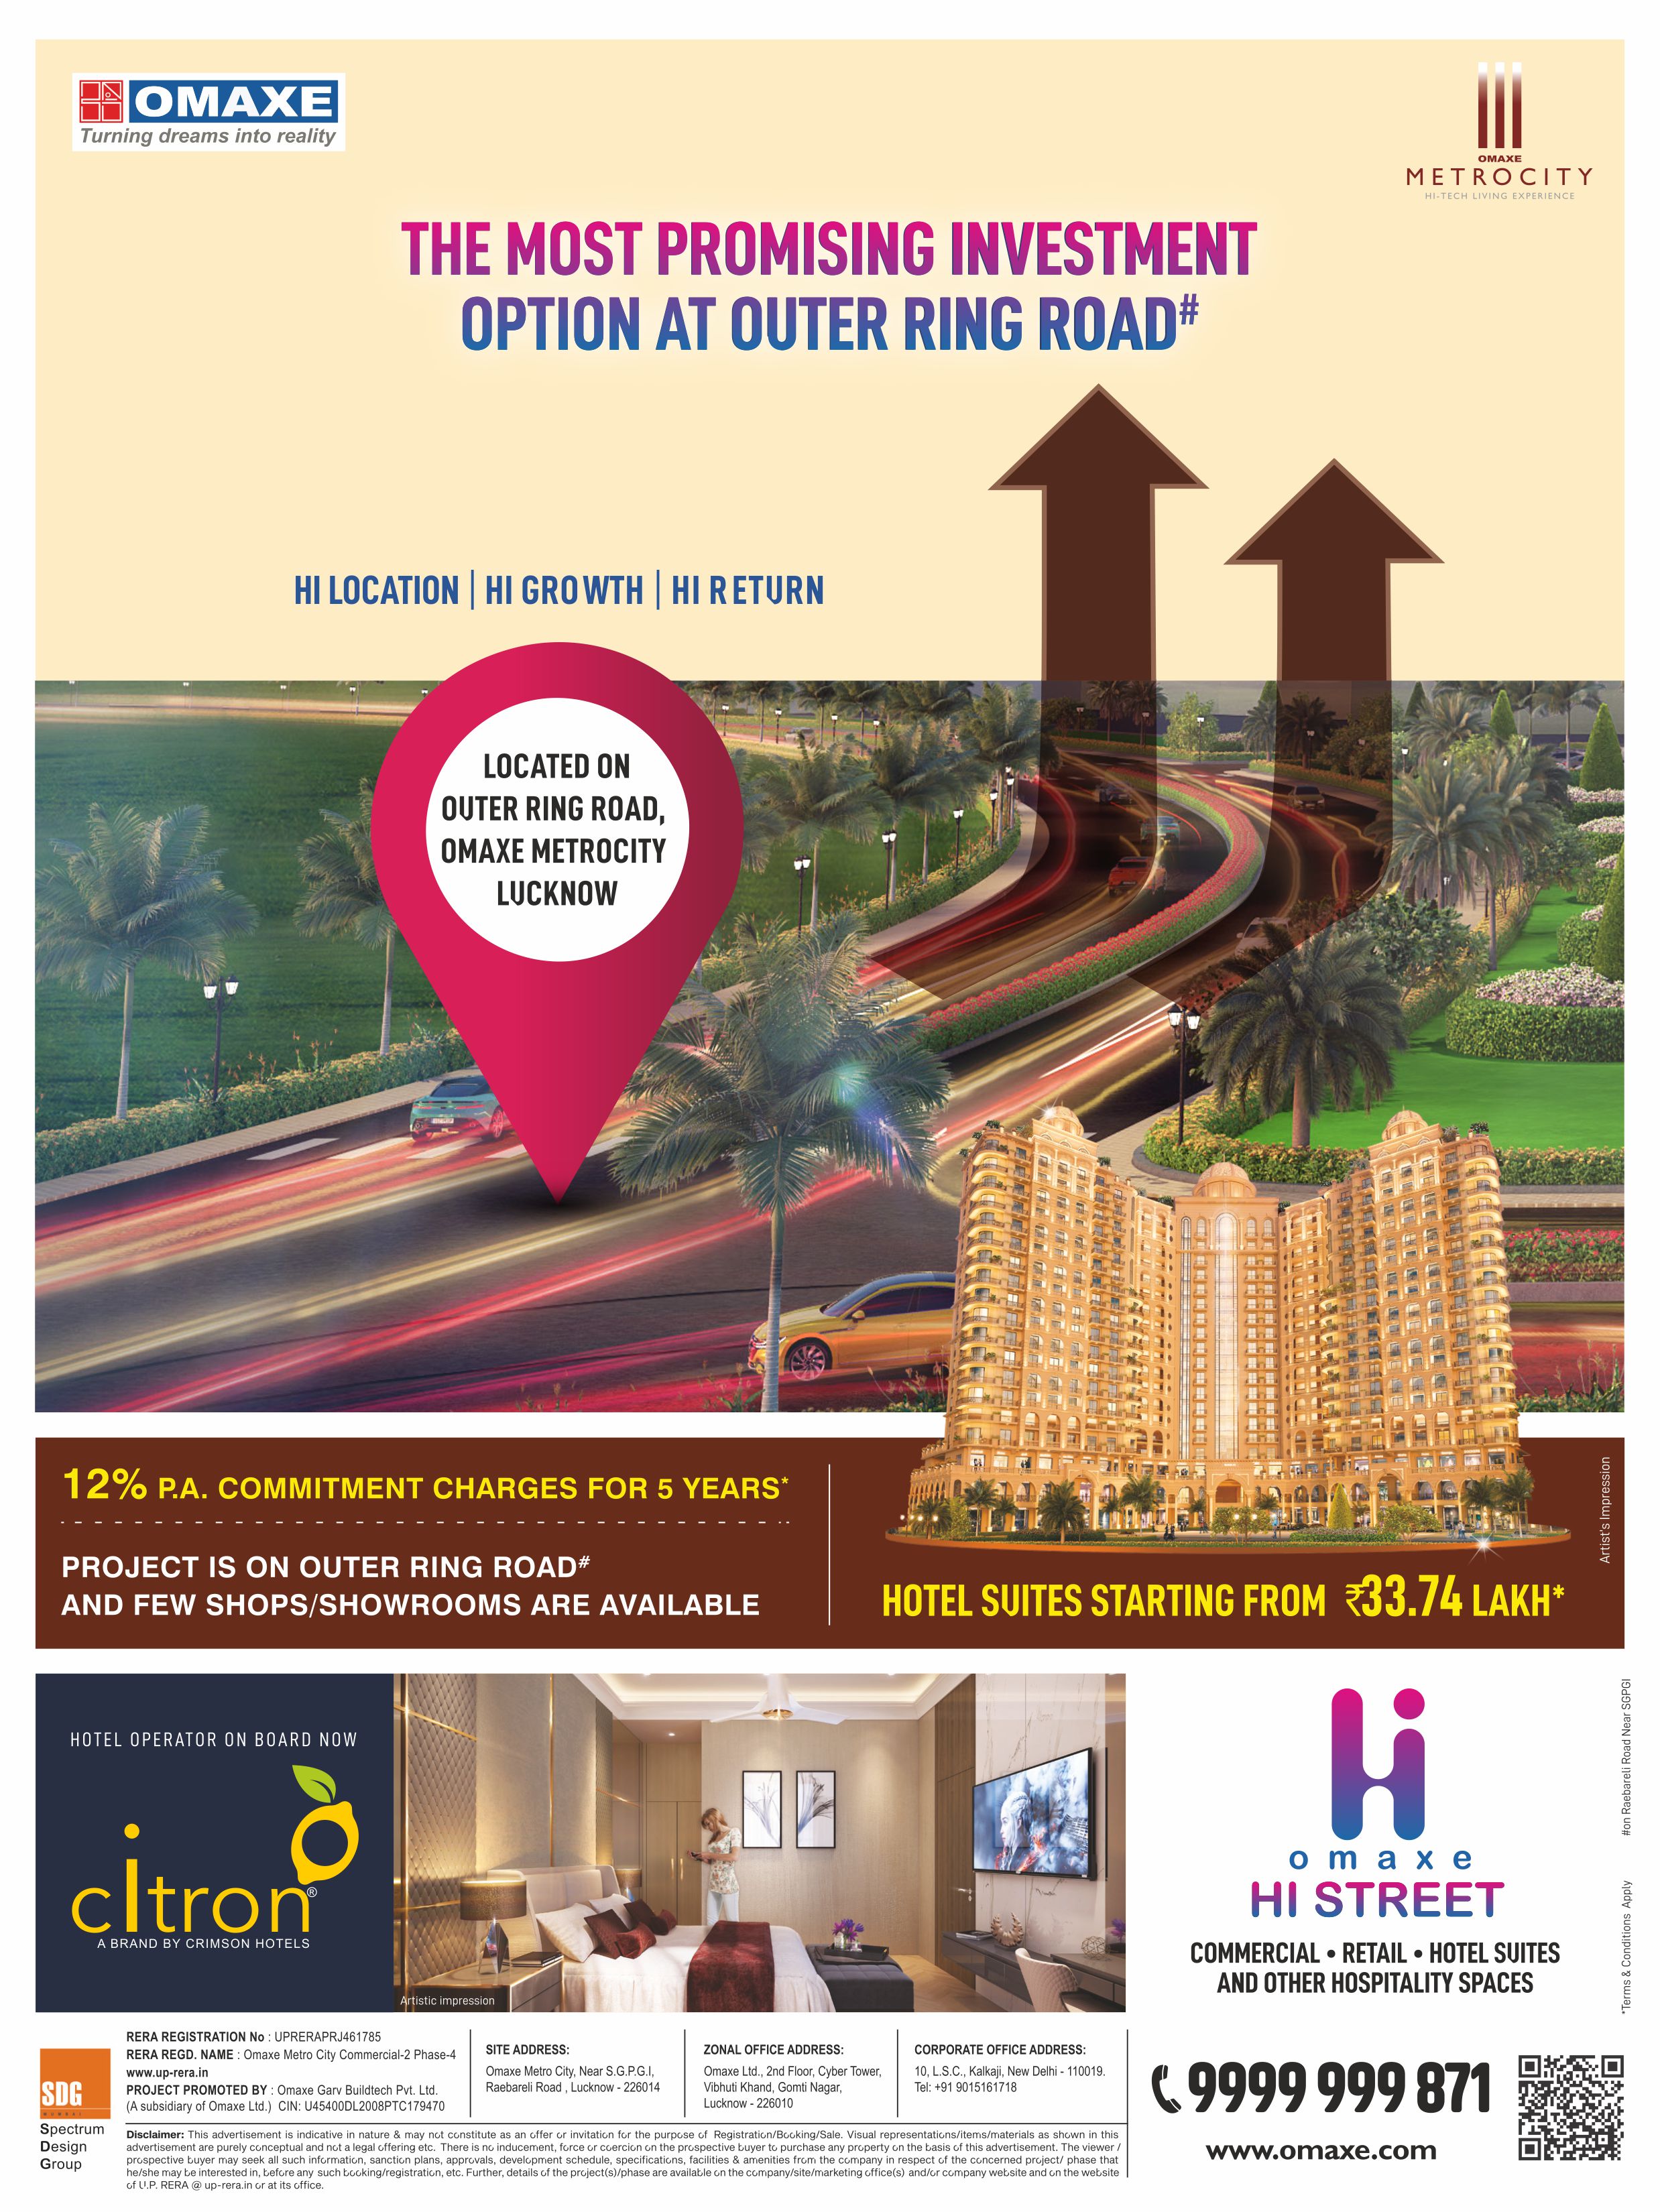 OMAXE
Turning dreams into reality
OMAXE
METROCITY
HI-TECH LIVING EXPERIENCE
THE MOST PROMISING INVESTMENT
OPTION AT OUTER RING ROAD#
HI LOCATION | HI GROWTH | HI RETURN
LOCATED ON
OUTER RING ROAD,
OMAXE METROCITY
LUCKNOW
12% P.A. COMMITMENT CHARGES FOR 5 YEARS*
PROJECT IS ON OUTER RING ROAD#
AND FEW SHOPS/SHOWROOMS ARE AVAILABLE
HOTEL SUITES STARTING FROM ₹33.74 LAKH*
Artist's Impression
HOTEL OPERATOR ON BOARD NOW
citron®
A BRAND BY CRIMSON HOTELS
Artistic impression
Hi
omaxe
HI STREET
COMMERCIAL • RETAIL • HOTEL SUITES
AND OTHER HOSPITALITY SPACES
#on Raebareli Road Near SGPGI
*Terms & Conditions Apply
SDG
MUMBAI
Spectrum
Design
Group
RERA REGISTRATION No : UPRERAPRJ461785
RERA REGD. NAME : Omaxe Metro City Commercial-2 Phase-4
www.up-rera.in
PROJECT PROMOTED BY : Omaxe Garv Buildtech Pvt. Ltd.
(A subsidiary of Omaxe Ltd.) CIN: U45400DL2008PTC179470
SITE ADDRESS:
Omaxe Metro City, Near S.G.P.G.I,
Raebareli Road , Lucknow - 226014
ZONAL OFFICE ADDRESS:
Omaxe Ltd., 2nd Floor, Cyber Tower,
Vibhuti Khand, Gomti Nagar,
Lucknow - 226010
CORPORATE OFFICE ADDRESS:
10, L.S.C., Kalkaji, New Delhi - 110019.
Tel: +91 9015161718
Disclaimer: This advertisement is indicative in nature & may not constitute as an offer or invitation for the purpose of Registration/Booking/Sale. Visual representations/items/materials as shown in this
advertisement are purely conceptual and not a legal offering etc. There is no inducement, force or coercion on the prospective buyer to purchase any property on the basis of this advertisement. The viewer /
prospective buyer may seek all such information, sanction plans, approvals, development schedule, specifications, facilities & amenities from the company in respect of the concerned project/ phase that
he/she may be interested in, before any such booking/registration, etc. Further, details of the project(s)/phase are available on the company/site/marketing office(s) and/or company website and on the website
of U.P. RERA @ up-rera.in or at its office.
9999 999 871
www.omaxe.com